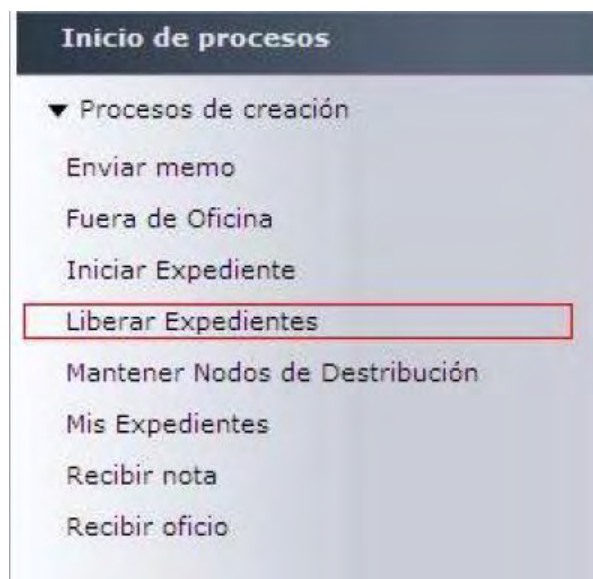 Inicio de procesos
Procesos de creación
Enviar memo
Fuera de Oficina
Iniciar Expediente
Liberar Expedientes
Mantener Nodos de Destribución
Mis Expedientes
Recibir nota
Recibir oficio